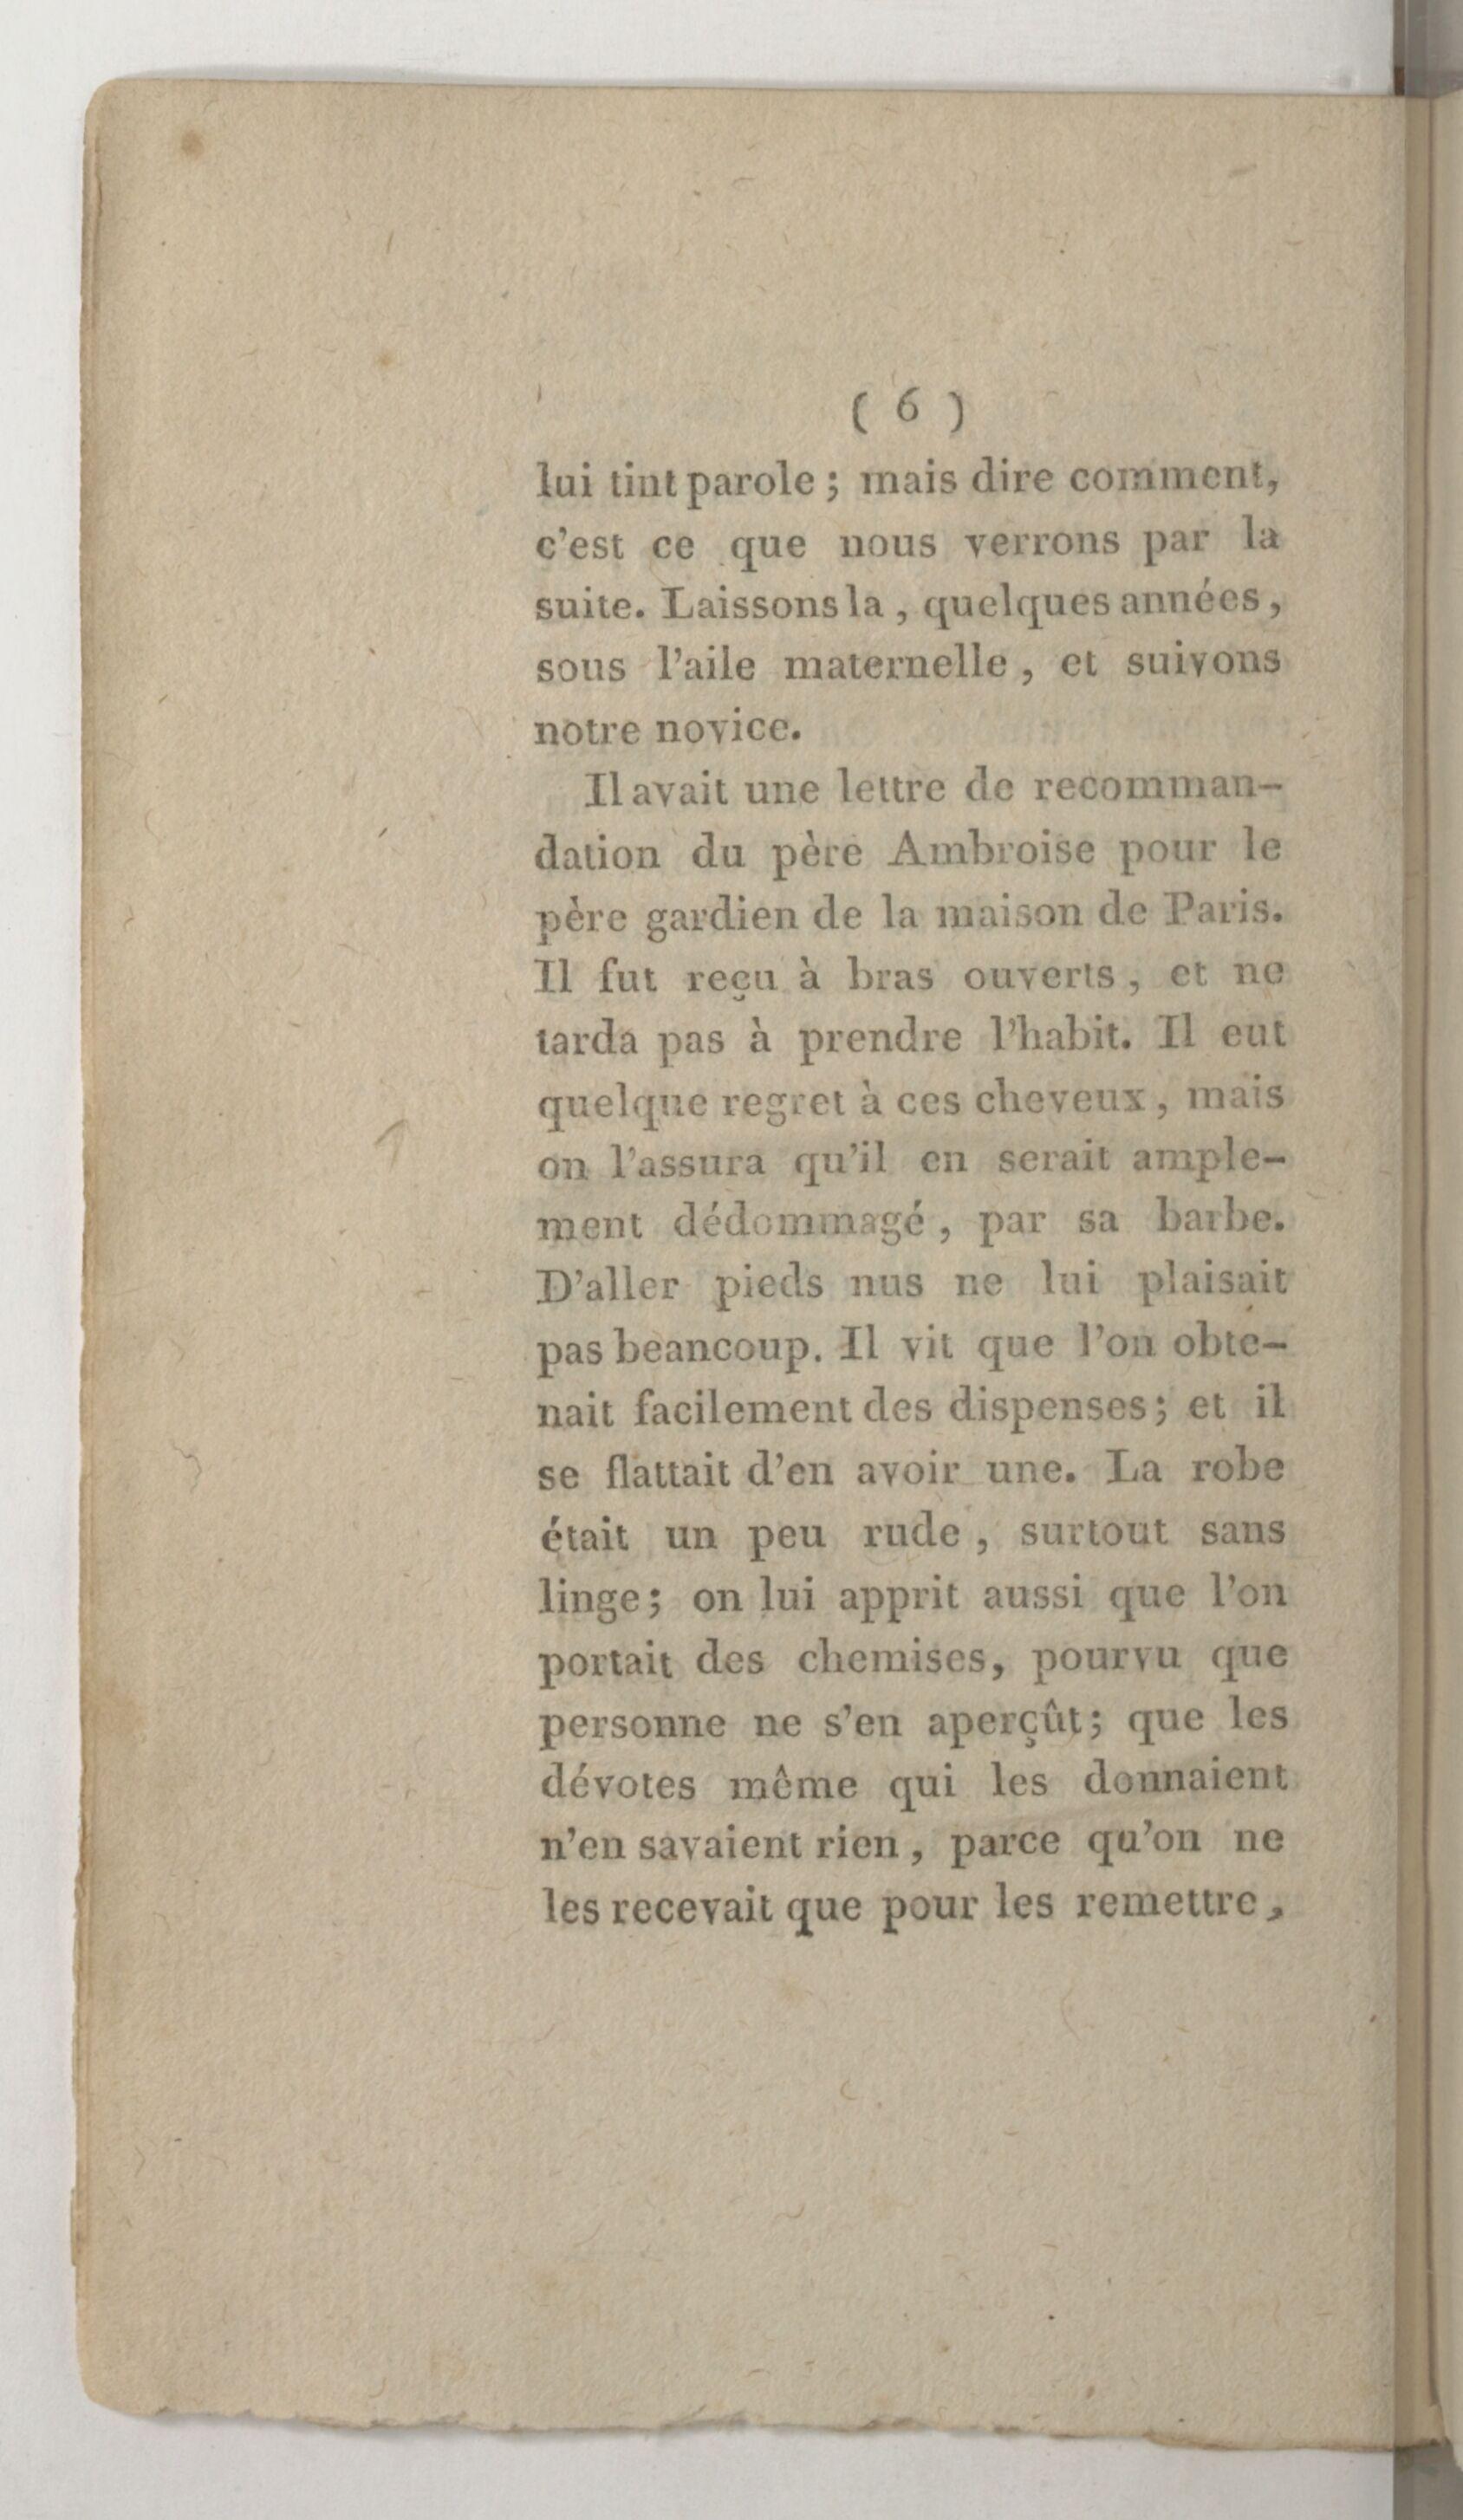 ( 6 )
lui tint parole ; mais dire comment,
c'est ce que nous verrons par la
suite. Laissons la , quelques années ,
sous l'aile maternelle , et suivons
notre novice.
Il avait une lettre de recomman-
dation du père Ambroise pour le
père gardien de la maison de Paris.
Il fut reçu à bras ouverts , et ne
tarda pas à prendre l'habit. Il eut
quelque regret à ces cheveux , mais
on l'assura qu'il en serait ample-
ment dédommagé , par sa barbe.
D'aller pieds nus ne lui plaisait
pas beancoup. Il vit que l'on obte-
nait facilement des dispenses ; et il
se flattait d'en avoir une. La robe
était un peu rude , surtout sans
linge ; on lui apprit aussi que l'on
portait des chemises, pourvu que
personne ne s'en aperçût ; que les
dévotes même qui les donnaient
n'en savaient rien , parce qu'on ne
les recevait que pour les remettre ,